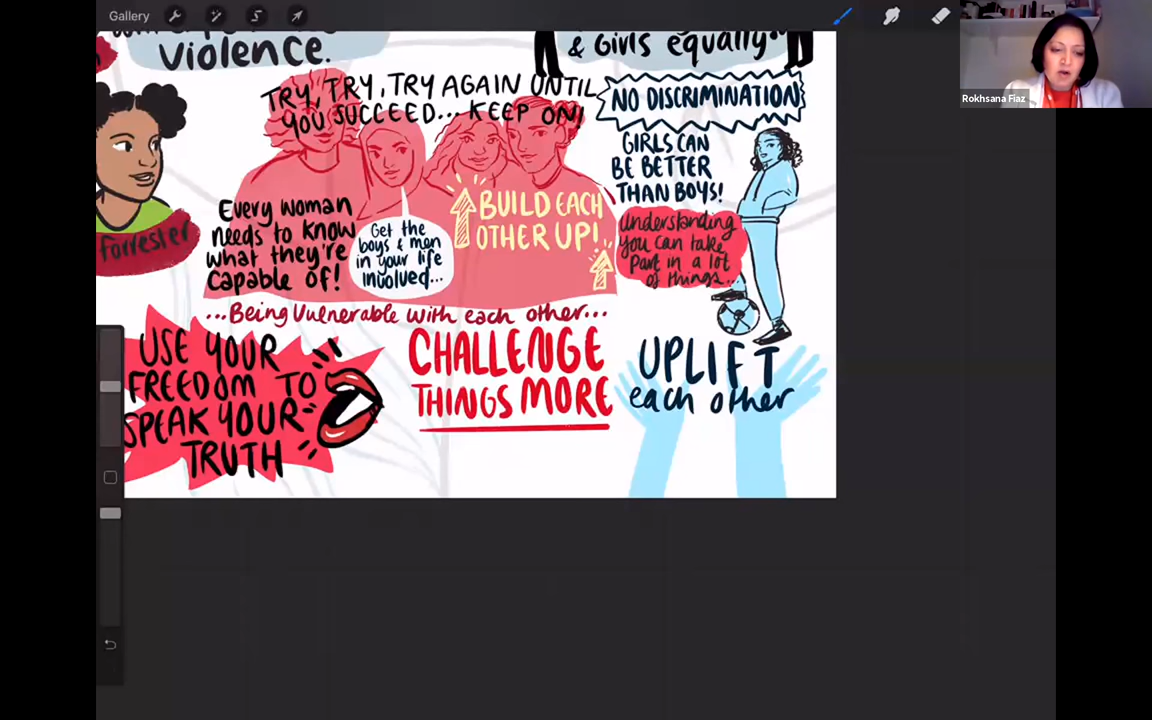 Gallery
Rokhsana Fiaz
violence.
& Girls equally
TRY, TRY, TRY AGAIN UNTIL
YOU SUCCEED... KEEP ON!
NO DISCRIMINATION
GIRLS CAN
BE BETTER
THAN BOYS!
Forrester
Every woman
needs to know
what they're
capable of!
Get the
boys & men
in your life
involved...
BUILD EACH
OTHER UP!
Understanding
you can take
part in a lot
of things...
...Being Vulnerable with each other...
USE YOUR
FREEDOM TO
SPEAK YOUR
TRUTH
CHALLENGE
THINGS MORE
UPLIFT
each other